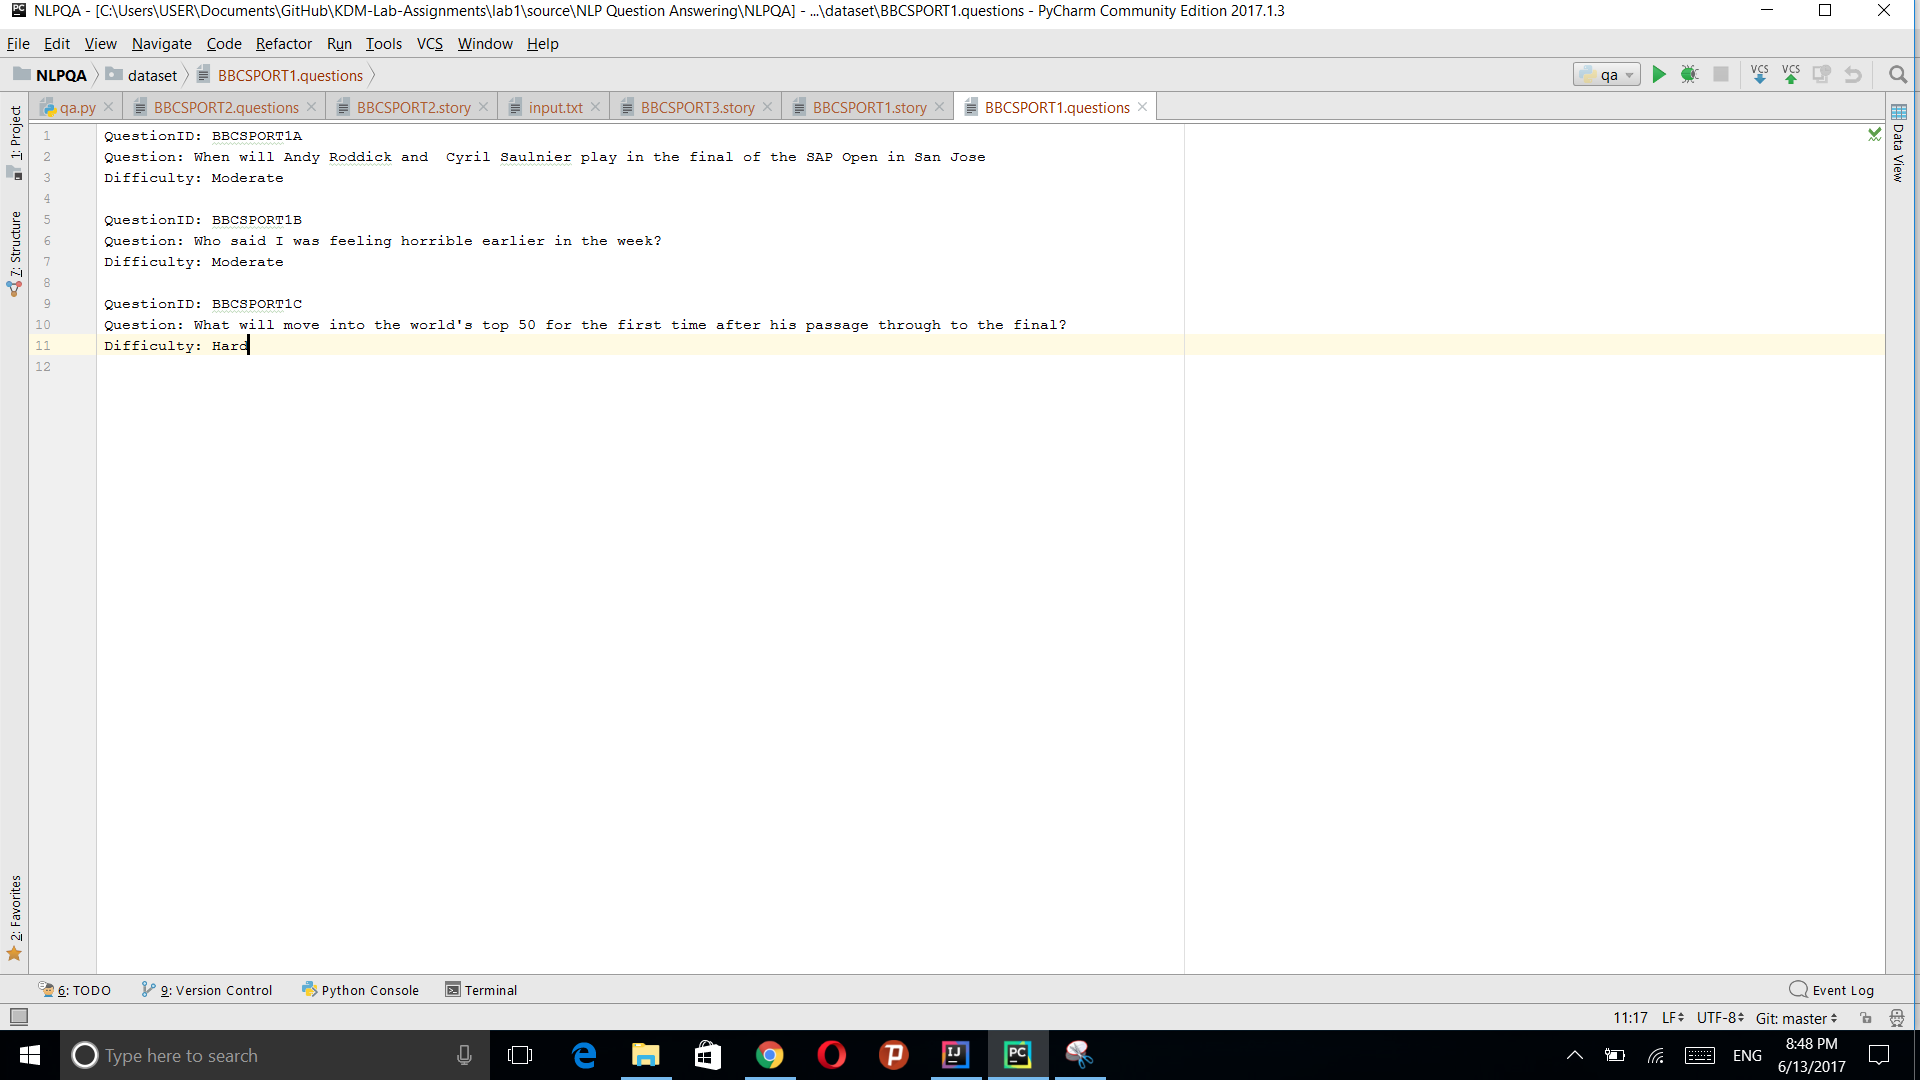 NLPQA - [C:\Users\USER\Documents\GitHub\KDM-Lab-Assignments\lab1\source\NLP Question Answering\NLPQA] - ...\dataset\BBCSPORT1.questions - PyCharm Community Edition 2017.1.3
File Edit View Navigate Code Refactor Run Tools VCS Window Help
NLPQA dataset BBCSPORT1.questions qa VCS VCS
qa.py BBCSPORT2.questions BBCSPORT2.story input.txt BBCSPORT3.story BBCSPORT1.story BBCSPORT1.questions
1: Project
7: Structure
2: Favorites
Data View
1 QuestionID: BBCSPORT1A
2 Question: When will Andy Roddick and  Cyril Saulnier play in the final of the SAP Open in San Jose
3 Difficulty: Moderate
4
5 QuestionID: BBCSPORT1B
6 Question: Who said I was feeling horrible earlier in the week?
7 Difficulty: Moderate
8
9 QuestionID: BBCSPORT1C
10 Question: What will move into the world's top 50 for the first time after his passage through to the final?
11 Difficulty: Hard
12
6: TODO 9: Version Control Python Console Terminal Event Log
11:17 LF UTF-8 Git: master
Type here to search ENG 8:48 PM
6/13/2017